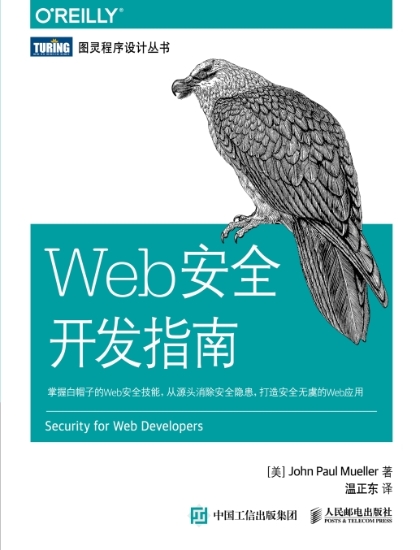 O'REILLY®
TURING 图灵程序设计丛书
Web安全
开发指南
掌握白帽子的Web安全技能，从源头消除安全隐患，打造安全无虞的Web应用
Security for Web Developers
[美] John Paul Mueller 著
温正东 译
中国工信出版集团 人民邮电出版社
POSTS & TELECOM PRESS